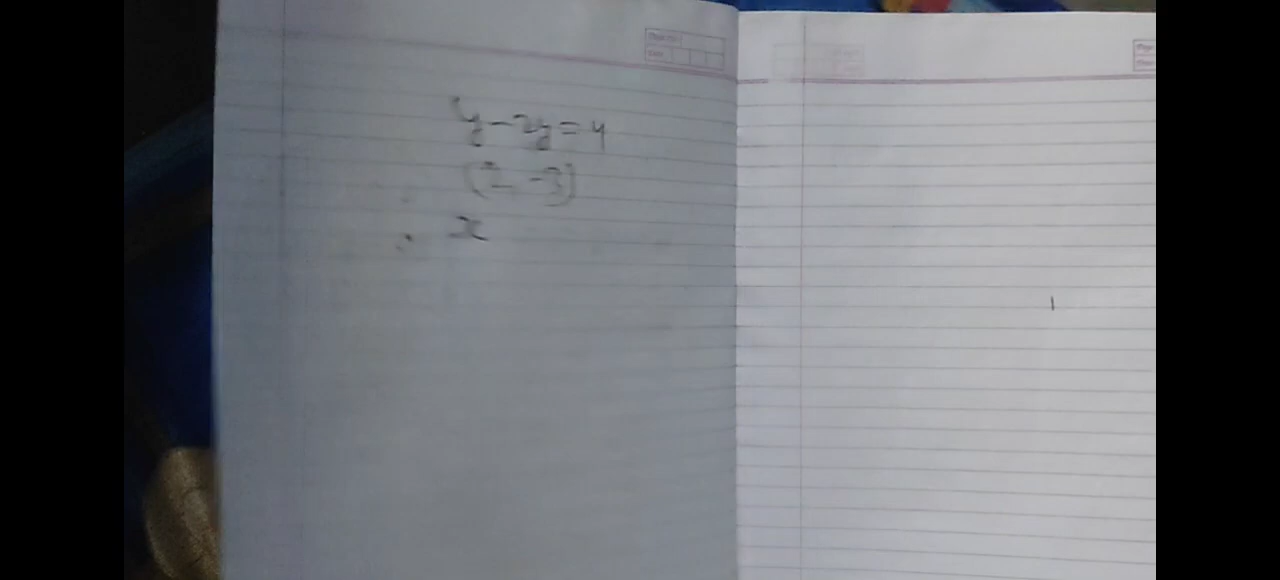 y-2y=4
(2,-3)
∴ x